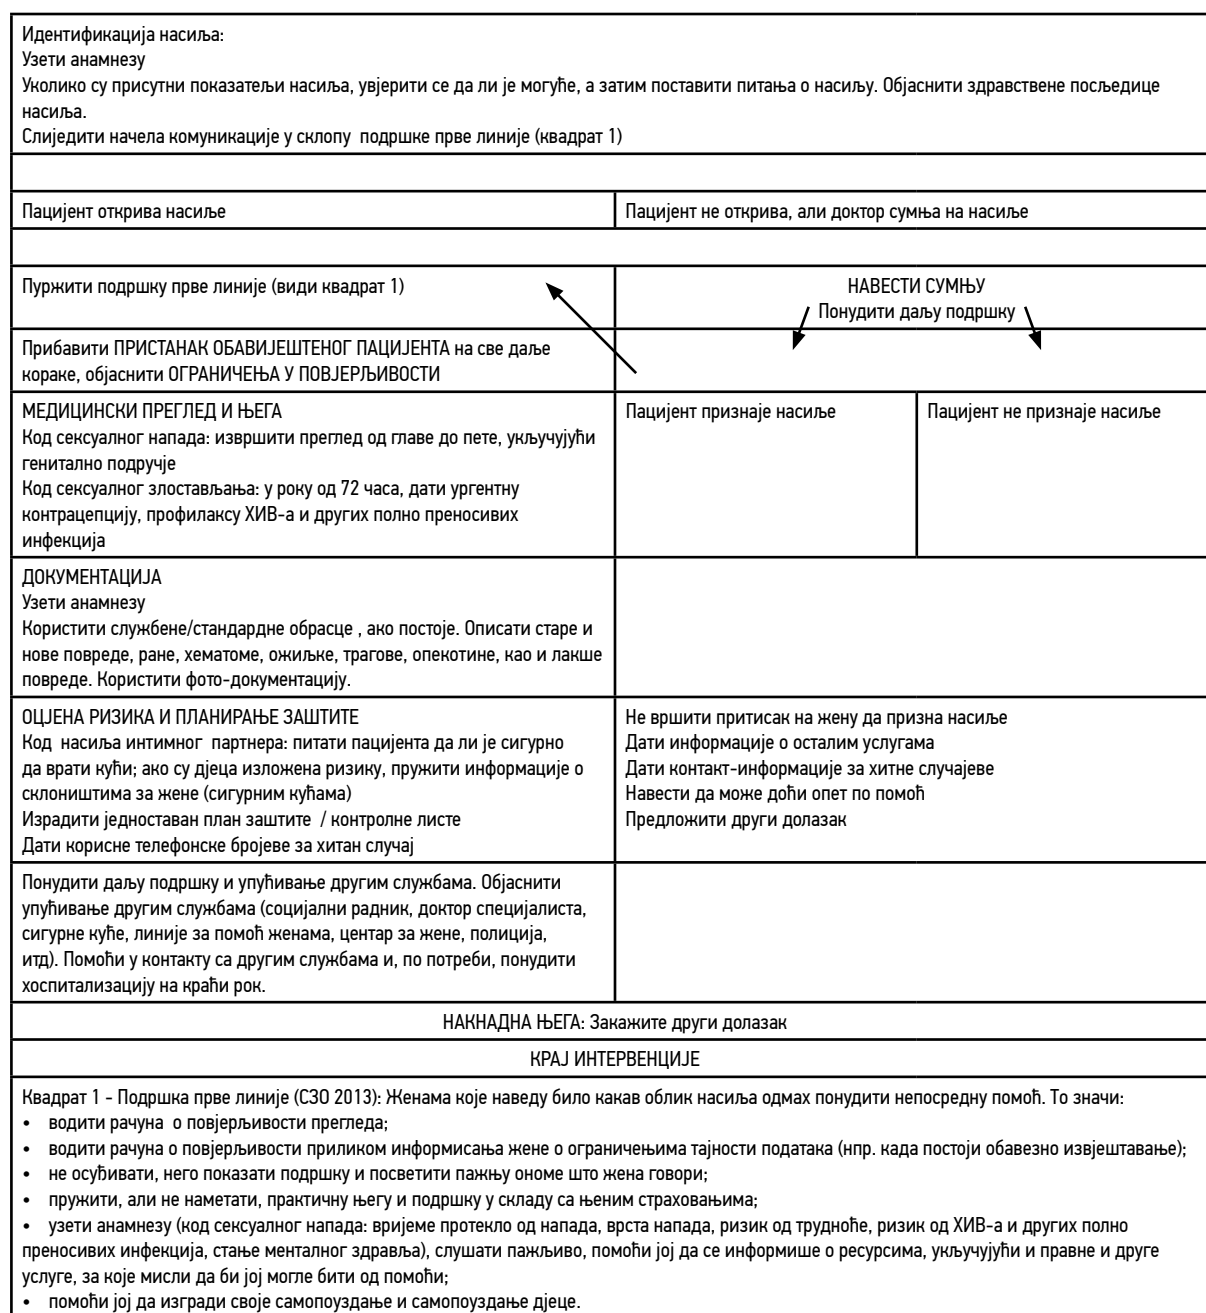 Идентификација насиља:
Узети анамнезу
Уколико су присутни показатељи насиља, увјерити се да ли је могуће, а затим поставити питања о насиљу. Објаснити здравствене посљедице
насиља.
Слиједити начела комуникације у склопу подршке прве линије (квадрат 1)
Пацијент открива насиље
Пацијент не открива, али доктор сумња на насиље
Пуржити подршку прве линије (види квадрат 1)
НАВЕСТИ СУМЊУ
Понудити даљу подршку
Прибавити ПРИСТАНАК ОБАВИЈЕШТЕНОГ ПАЦИЈЕНТА на све даље
кораке, објаснити ОГРАНИЧЕЊА У ПОВЈЕРЉИВОСТИ
МЕДИЦИНСКИ ПРЕГЛЕД И ЊЕГА
Код сексуалног напада: извршити преглед од главе до пете, укључујући
генитално подручје
Код сексуалног злостављања: у року од 72 часа, дати ургентну
контрацепцију, профилаксу ХИВ-а и других полно преносивих
инфекција
Пацијент признаје насиље
Пацијент не признаје насиље
ДОКУМЕНТАЦИЈА
Узети анамнезу
Користити службене/стандардне обрасце , ако постоје. Описати старе и
нове повреде, ране, хематоме, ожиљке, трагове, опекотине, као и лакше
повреде. Користити фото-документацију.
ОЦЈЕНА РИЗИКА И ПЛАНИРАЊЕ ЗАШТИТЕ
Код насиља интимног партнера: питати пацијента да ли је сигурно
да врати кући; ако су дјеца изложена ризику, пружити информације о
склоништима за жене (сигурним кућама)
Израдити једноставан план заштите / контролне листе
Дати корисне телефонске бројеве за хитан случај
Не вршити притисак на жену да призна насиље
Дати информације о осталим услугама
Дати контакт-информације за хитне случајеве
Навести да може доћи опет по помоћ
Предложити други долазак
Понудити даљу подршку и упућивање другим службама. Објаснити
упућивање другим службама (социјални радник, доктор специјалиста,
сигурне куће, линије за помоћ женама, центар за жене, полиција,
итд). Помоћи у контакту са другим службама и, по потреби, понудити
хоспитализацију на краћи рок.
НАКНАДНА ЊЕГА: Закажите други долазак
КРАЈ ИНТЕРВЕНЦИЈЕ
Квадрат 1 - Подршка прве линије (СЗО 2013): Женама које наведу било какав облик насиља одмах понудити непосредну помоћ. То значи:
• водити рачуна о повјерљивости прегледа;
• водити рачуна о повјерљивости приликом информисања жене о ограничењима тајности података (нпр. када постоји обавезно извјештавање);
• не осуђивати, него показати подршку и посветити пажњу ономе што жена говори;
• пружити, али не наметати, практичну његу и подршку у складу са њеним страховањима;
• узети анамнезу (код сексуалног напада: вријеме протекло од напада, врста напада, ризик од трудноће, ризик од ХИВ-а и других полно
преносивих инфекција, стање менталног здравља), слушати пажљиво, помоћи јој да се информише о ресурсима, укључујући и правне и друге
услуге, за које мисли да би јој могле бити од помоћи;
• помоћи јој да изгради своје самопоуздање и самопоуздање дјеце.